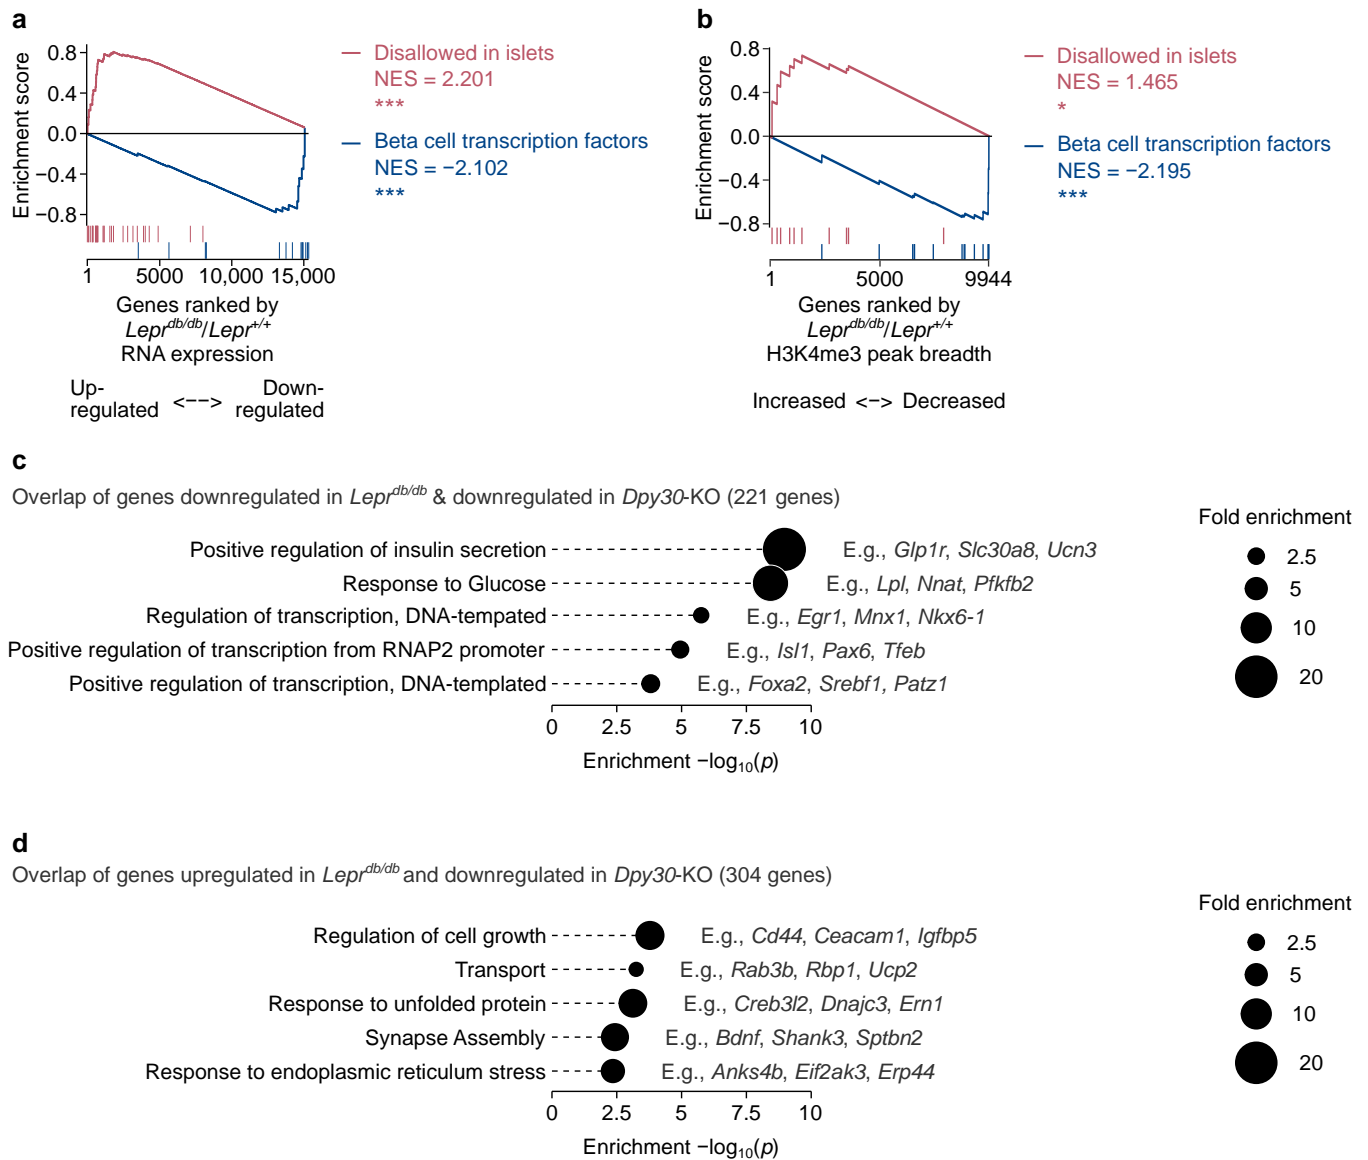 a
Enrichment score
0.8
0.4
0.0
−0.4
−0.8
1
5000
10,000
15,000
Genes ranked by
Lepr^db/db/Lepr^+/+
RNA expression
Up-
regulated
<−−>
Down-
regulated
Disallowed in islets
NES = 2.201
***
Beta cell transcription factors
NES = −2.102
***
b
Enrichment score
0.8
0.4
0.0
−0.4
−0.8
1
5000
9944
Genes ranked by
Lepr^db/db/Lepr^+/+
H3K4me3 peak breadth
Increased <−> Decreased
Disallowed in islets
NES = 1.465
*
Beta cell transcription factors
NES = −2.195
***
c
Overlap of genes downregulated in Lepr^db/db & downregulated in Dpy30-KO (221 genes)
Positive regulation of insulin secretion E.g., Glp1r, Slc30a8, Ucn3
Response to Glucose E.g., Lpl, Nnat, Pfkfb2
Regulation of transcription, DNA-tempated E.g., Egr1, Mnx1, Nkx6-1
Positive regulation of transcription from RNAP2 promoter E.g., Isl1, Pax6, Tfeb
Positive regulation of transcription, DNA-templated E.g., Foxa2, Srebf1, Patz1
0 2.5 5 7.5 10
Enrichment −log₁₀(p)
Fold enrichment
2.5
5
10
20
d
Overlap of genes upregulated in Lepr^db/db and downregulated in Dpy30-KO (304 genes)
Regulation of cell growth E.g., Cd44, Ceacam1, Igfbp5
Transport E.g., Rab3b, Rbp1, Ucp2
Response to unfolded protein E.g., Creb3l2, Dnajc3, Ern1
Synapse Assembly E.g., Bdnf, Shank3, Sptbn2
Response to endoplasmic reticulum stress E.g., Anks4b, Eif2ak3, Erp44
0 2.5 5 7.5 10
Enrichment −log₁₀(p)
Fold enrichment
2.5
5
10
20